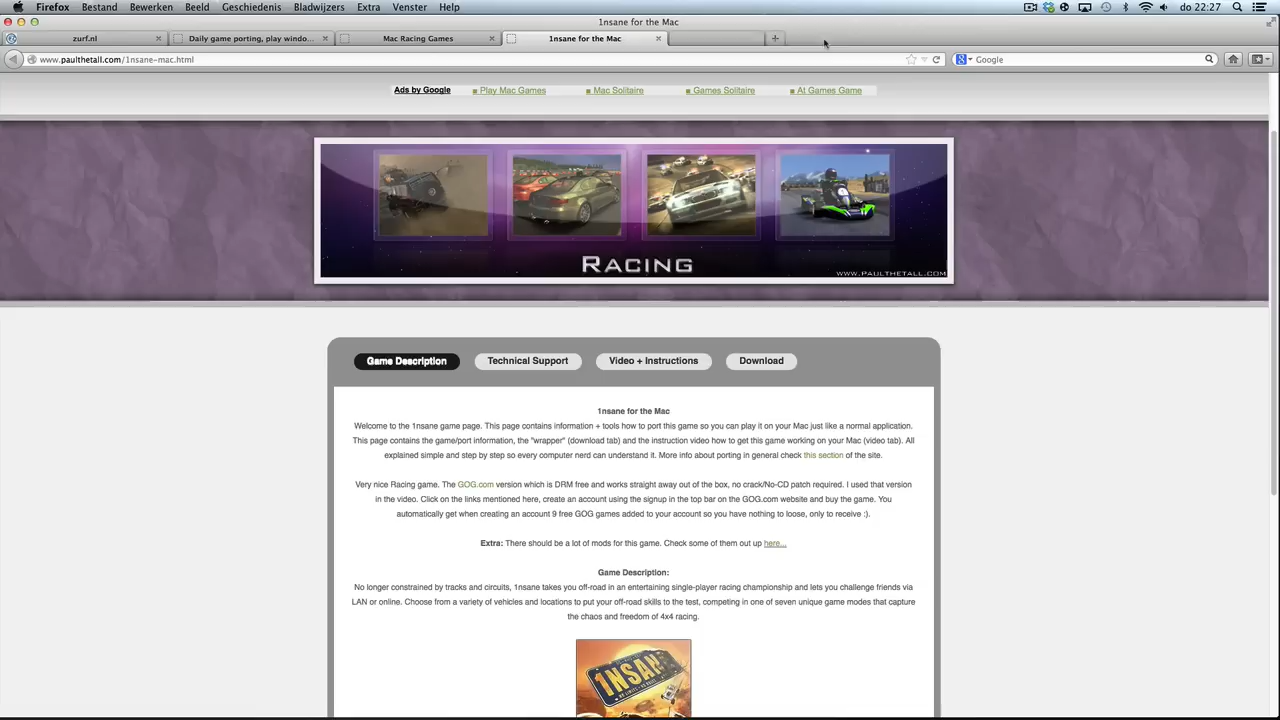 Firefox Bestand Bewerken Beeld Geschiedenis Bladwijzers Extra Venster Help do 22:27
1nsane for the Mac
zurf.nl Daily game porting, play windo... Mac Racing Games 1nsane for the Mac
www.paulthetall.com/1nsane-mac.html Google
Ads by Google Play Mac Games Mac Solitaire Games Solitaire At Games Game
RACING
WWW.PAULTHETALL.COM
Game Description Technical Support Video + Instructions Download
1nsane for the Mac
Welcome to the 1nsane game page. This page contains information + tools how to port this game so you can play it on your Mac just like a normal application.
This page contains the game/port information, the "wrapper" (download tab) and the instruction video how to get this game working on your Mac (video tab). All
explained simple and step by step so every computer nerd can understand it. More info about porting in general check this section of the site.
Very nice Racing game. The GOG.com version which is DRM free and works straight away out of the box, no crack/No-CD patch required. I used that version
in the video. Click on the links mentioned here, create an account using the signup in the top bar on the GOG.com website and buy the game. You
automatically get when creating an account 9 free GOG games added to your account so you have nothing to loose, only to receive :).
Extra: There should be a lot of mods for this game. Check some of them out up here...
Game Description:
No longer constrained by tracks and circuits, 1nsane takes you off-road in an entertaining single-player racing championship and lets you challenge friends via
LAN or online. Choose from a variety of vehicles and locations to put your off-road skills to the test, competing in one of seven unique game modes that capture
the chaos and freedom of 4x4 racing.
1NSANE